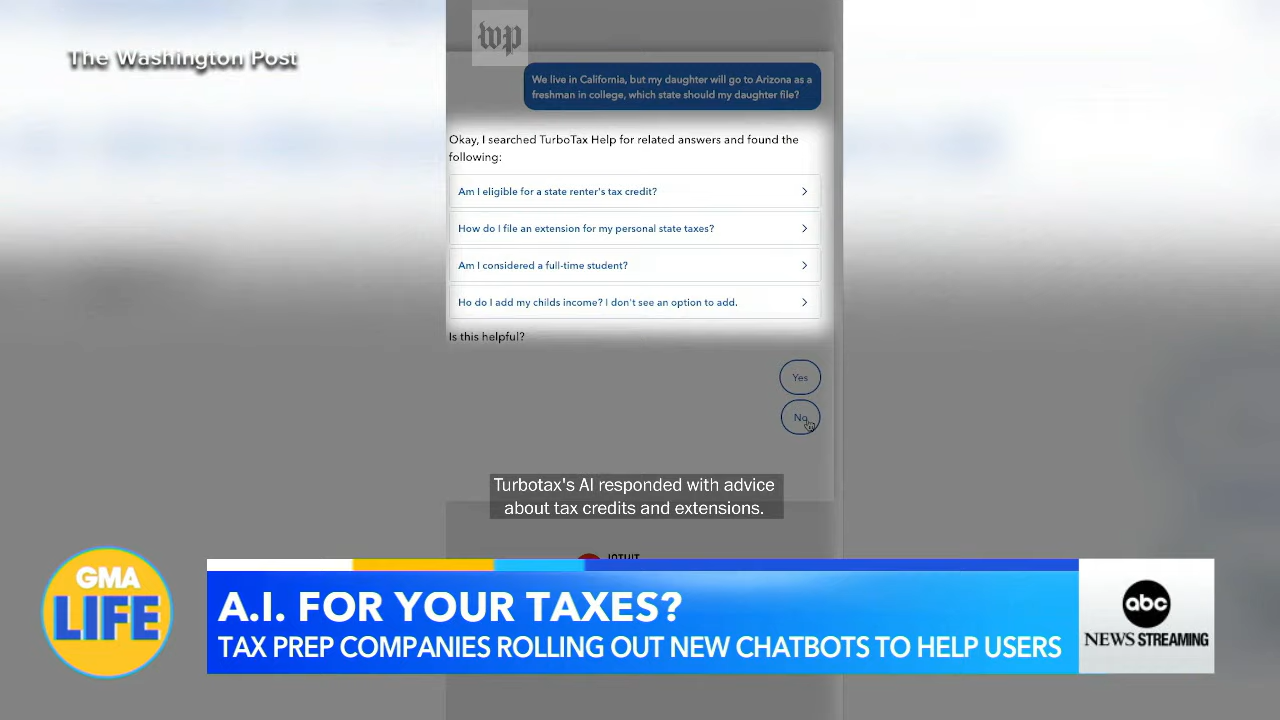 The Washington Post
wp
We live in California, but my daughter will go to Arizona as a
freshman in college, which state should my daughter file?
Okay, I searched TurboTax Help for related answers and found the
following:
Am I eligible for a state renter's tax credit?
How do I file an extension for my personal state taxes?
Am I considered a full-time student?
Ho do I add my childs income? I don't see an option to add.
Is this helpful?
Yes
No
Turbotax's AI responded with advice
about tax credits and extensions.
INTUIT
GMA
LIFE
A.I. FOR YOUR TAXES?
TAX PREP COMPANIES ROLLING OUT NEW CHATBOTS TO HELP USERS
abc
NEWS STREAMING